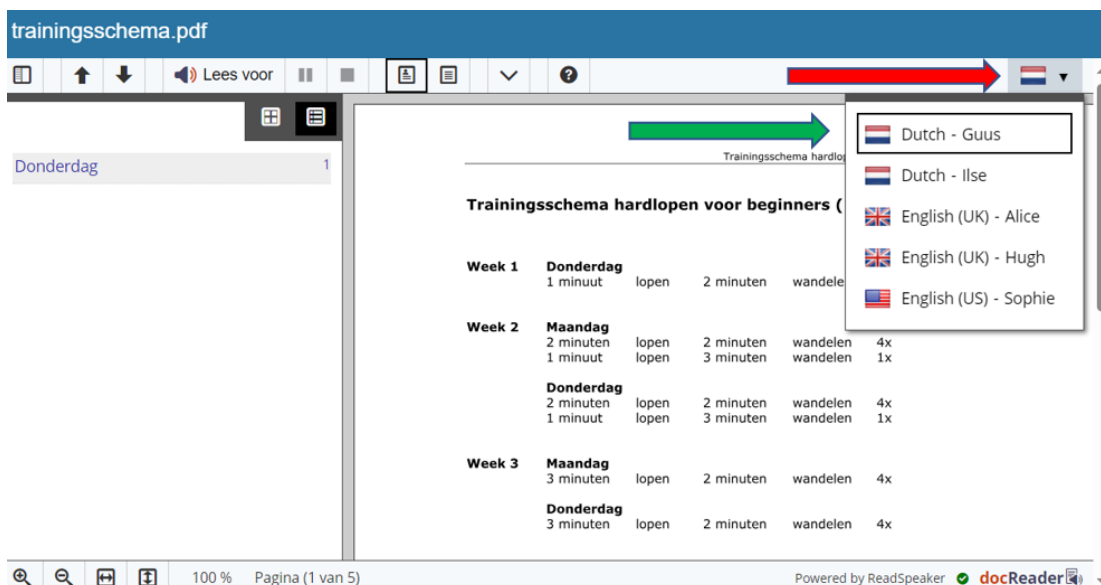 trainingsschema.pdf
Lees voor
Donderdag 1
Dutch - Guus
Dutch - Ilse
English (UK) - Alice
English (UK) - Hugh
English (US) - Sophie
Trainingsschema
Trainingsschema hardlopen voor beginners (
Week 1 Donderdag
1 minuut lopen 2 minuten
Week 2 Maandag
2 minuten lopen 2 minuten wandelen 4x
1 minuut lopen 3 minuten wandelen 1x
Donderdag
2 minuten lopen 2 minuten wandelen 4x
1 minuut lopen 3 minuten wandelen 1x
Week 3 Maandag
3 minuten lopen 2 minuten wandelen 4x
Donderdag
3 minuten lopen 2 minuten wandelen 4x
100 % Pagina (1 van 5) Powered by ReadSpeaker docReader